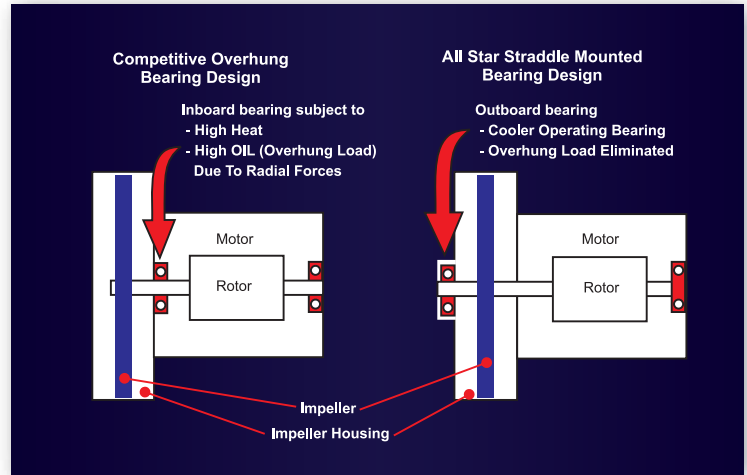 Competitive Overhung
Bearing Design
Inboard bearing subject to
- High Heat
- High OIL (Overhung Load)
Due To Radial Forces
Motor
Rotor
All Star Straddle Mounted
Bearing Design
Outboard bearing
- Cooler Operating Bearing
- Overhung Load Eliminated
Motor
Rotor
Impeller
Impeller Housing